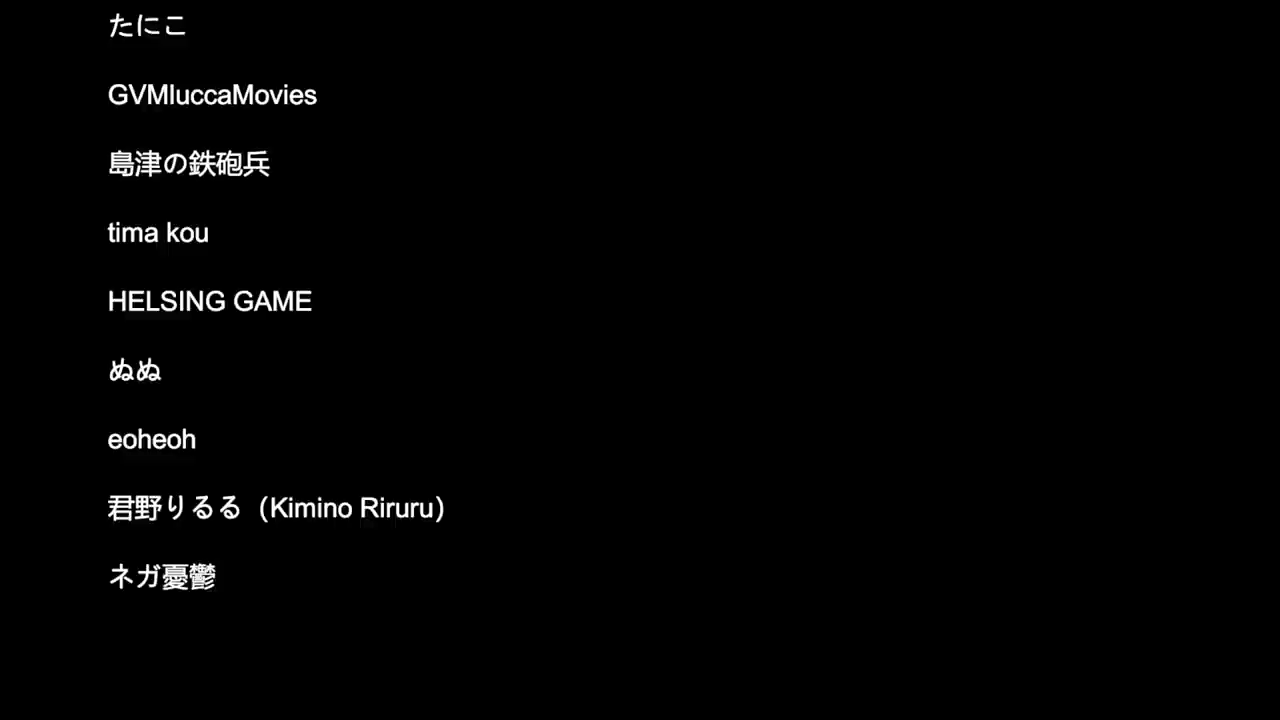 たにこ
GVMluccaMovies
島津の鉄砲兵
tima kou
HELSING GAME
ぬぬ
eoheoh
君野りるる（Kimino Riruru）
ネガ憂鬱